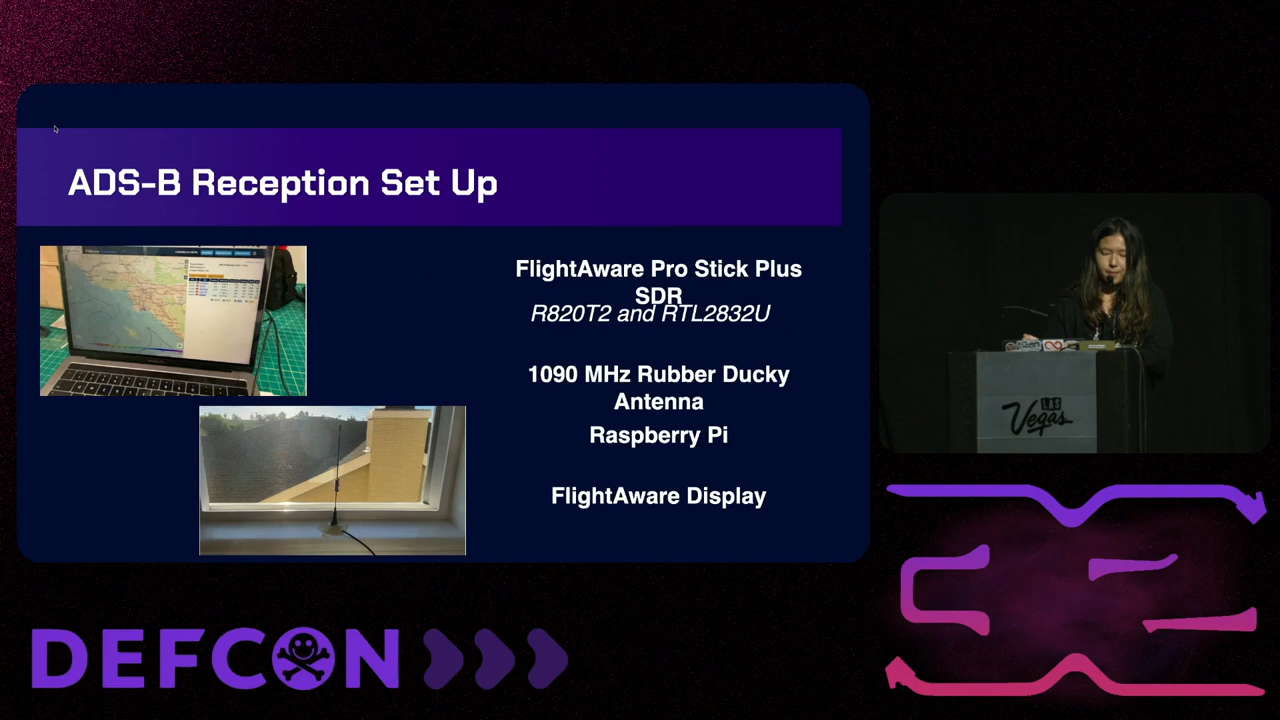 ADS-B Reception Set Up
FlightAware Pro Stick Plus
SDR
R820T2 and RTL2832U
1090 MHz Rubber Ducky
Antenna
Raspberry Pi
FlightAware Display
LAS
Vegas
DEFCON